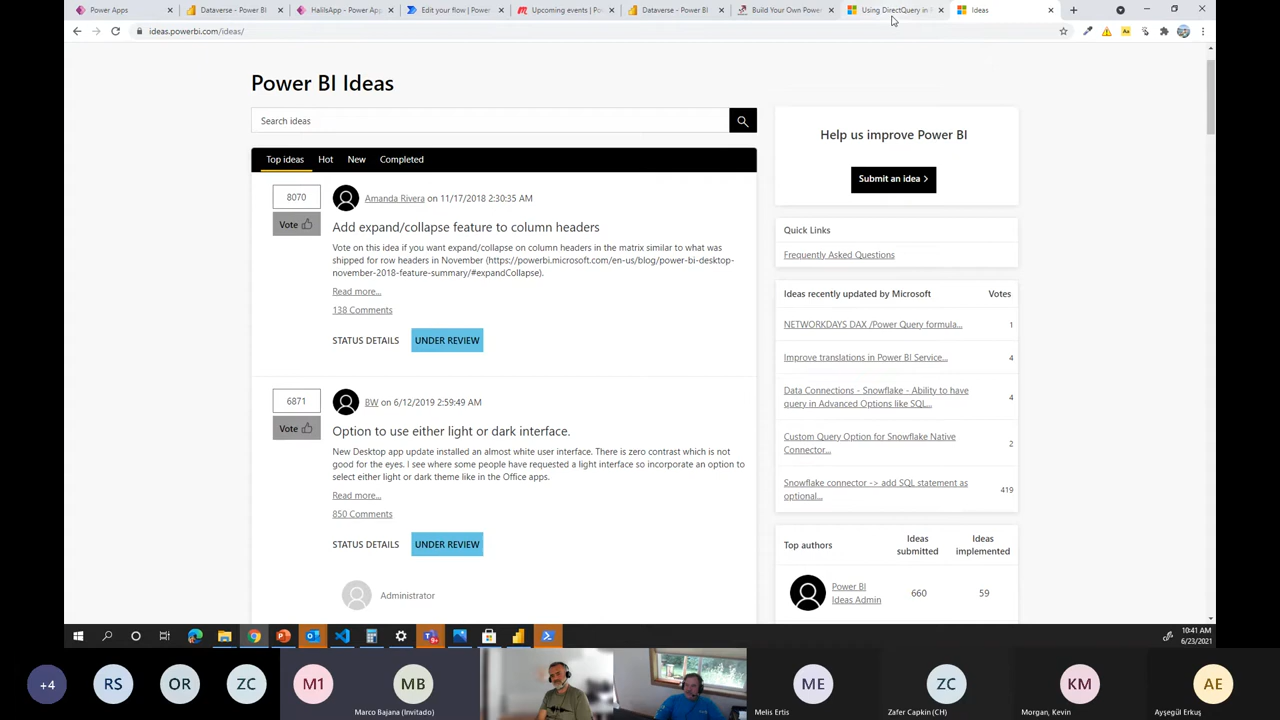 Power Apps
Dataverse - Power BI
HalilsApp - Power App
Edit your flow | Power
Upcoming events | Po
Dataverse - Power BI
Build Your Own Power
Using DirectQuery in
Ideas
ideas.powerbi.com/ideas/
Power BI Ideas
Search ideas
Top ideas
Hot
New
Completed
8070
Vote
Amanda Rivera on 11/17/2018 2:30:35 AM
Add expand/collapse feature to column headers
Vote on this idea if you want expand/collapse on column headers in the matrix similar to what was
shipped for row headers in November (https://powerbi.microsoft.com/en-us/blog/power-bi-desktop-
november-2018-feature-summary/#expandCollapse).
Read more...
138 Comments
STATUS DETAILS
UNDER REVIEW
6871
Vote
BW on 6/12/2019 2:59:49 AM
Option to use either light or dark interface.
New Desktop app update installed an almost white user interface. There is zero contrast which is not
good for the eyes. I see where some people have requested a light interface so incorporate an option to
select either light or dark theme like in the Office apps.
Read more...
850 Comments
STATUS DETAILS
UNDER REVIEW
Administrator
Help us improve Power BI
Submit an idea
Quick Links
Frequently Asked Questions
Ideas recently updated by Microsoft Votes
NETWORKDAYS DAX /Power Query formula... 1
Improve translations in Power BI Service... 4
Data Connections - Snowflake - Ability to have
query in Advanced Options like SQL... 4
Custom Query Option for Snowflake Native
Connector... 2
Snowflake connector -> add SQL statement as
optional... 419
Top authors
Ideas
submitted
Ideas
implemented
Power BI
Ideas Admin
660
59
10:41 AM
6/23/2021
+4
RS
OR
ZC
M1
MB
Marco Bajana (Invitado)
ME
Melis Ertis
ZC
Zafer Capkin (CH)
KM
Morgan, Kevin
AE
Ayşegül Erkuş